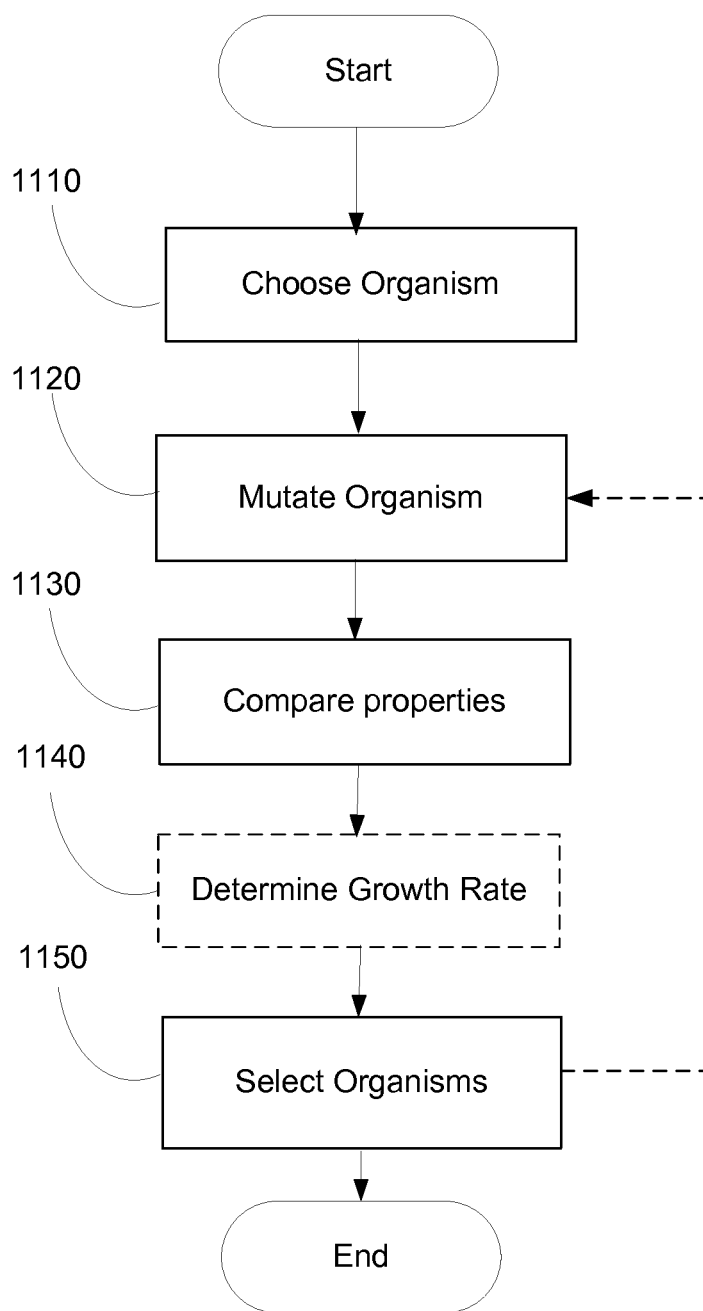 Start
1110
Choose Organism
1120
Mutate Organism
1130
Compare properties
1140
Determine Growth Rate
1150
Select Organisms
End